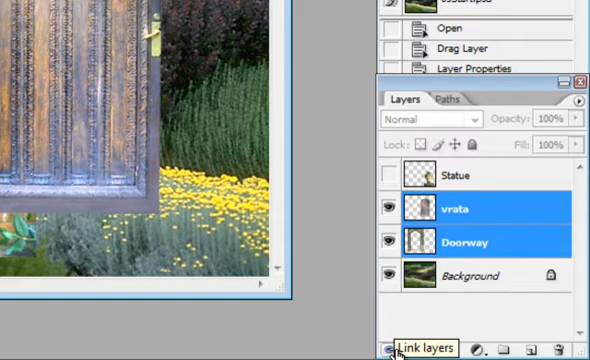 Open
Drag Layer
Layer Properties
Layers Paths
Normal Opacity: 100%
Lock: Fill: 100%
Statue
vrata
Doorway
Background
Link layers